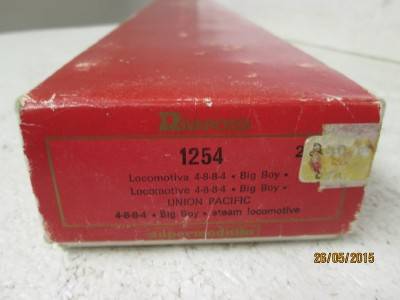 Rivarossi
1254
Locomotiva 4-8-8-4 • Big Boy •
Locomotive 4-8-8-4 • Big Boy •
UNION PACIFIC
4-8-8-4 • Big Boy • steam locomotive
26/05/2015